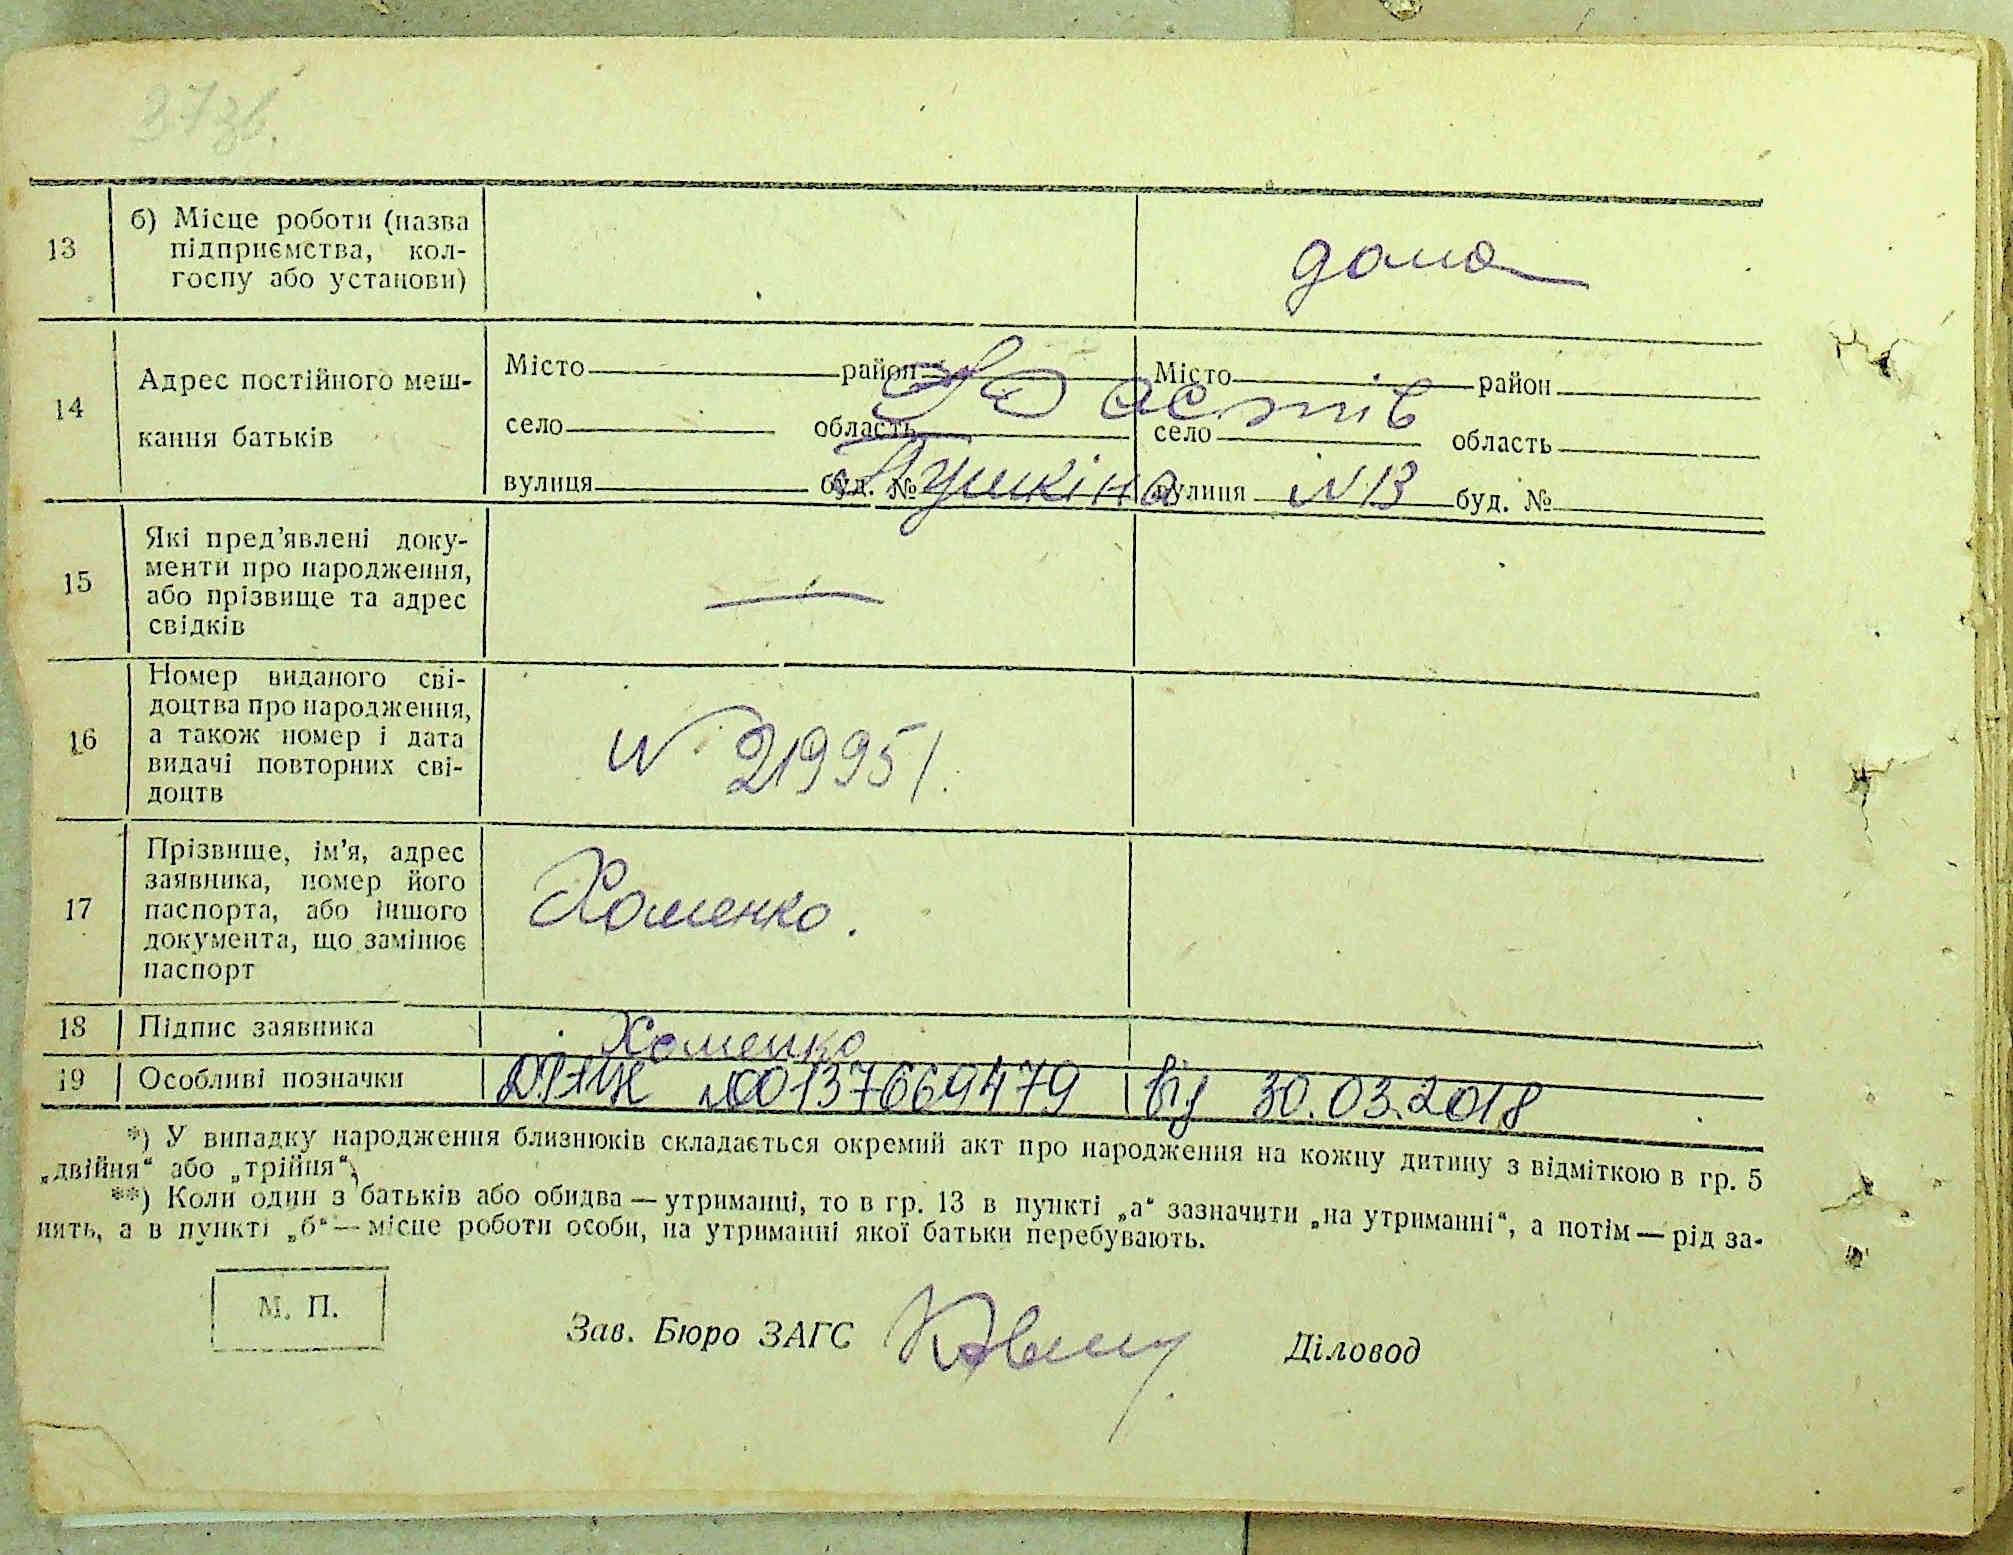 37зв.
13
б) Місце роботи (назва
підприємства, кол-
госпу або установи)
дома
14
Адрес постійного меш-
кання батьків
Місто район Місто район
Фастів
село область село область
вулиця буд. № вулиця буд. №
Пушкіна №13
15
Які пред'явлені доку-
менти про народження,
або прізвище та адрес
свідків
—
16
Номер виданого сві-
доцтва про народження,
а також номер і дата
видачі повторних сві-
доцтв
№ 219951.
17
Прізвище, ім'я, адрес
заявника, номер його
паспорта, або іншого
документа, що замінює
паспорт
Хоменко.
18 Підпис заявника Хоменко
19 Особливі позначки №00137669479 від 30.03.2018
*) У випадку народження близнюків складається окремий акт про народження на кожну дитину з відміткою в гр. 5
„двійня“ або „трійня“.
**) Коли один з батьків або обидва — утриманці, то в гр. 13 в пункті „а“ зазначити „на утриманні“, а потім — рід за-
нять, а в пункті „б“ — місце роботи особи, на утриманні якої батьки перебувають.
М. П.
Зав. Бюро ЗАГС
Діловод